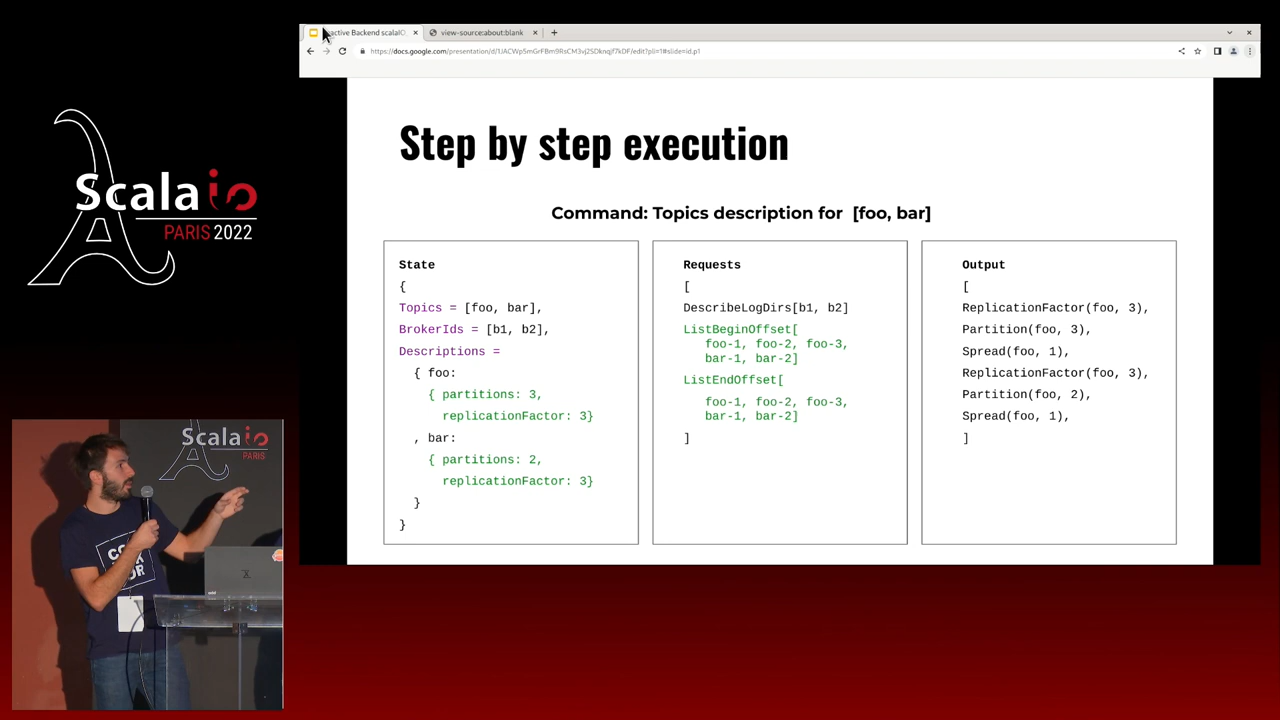 active Backend scalaIO
view-source:about:blank
Step by step execution
Command: Topics description for [foo, bar]
State
{
Topics = [foo, bar],
BrokerIds = [b1, b2],
Descriptions =
{ foo:
{ partitions: 3,
replicationFactor: 3}
, bar:
{ partitions: 2,
replicationFactor: 3}
}
}
Requests
[
DescribeLogDirs[b1, b2]
ListBeginOffset[
foo-1, foo-2, foo-3,
bar-1, bar-2]
ListEndOffset[
foo-1, foo-2, foo-3,
bar-1, bar-2]
]
Output
[
ReplicationFactor(foo, 3),
Partition(foo, 3),
Spread(foo, 1),
ReplicationFactor(foo, 3),
Partition(foo, 2),
Spread(foo, 1),
]
Scala io
PARIS 2022
Scala io
PARIS